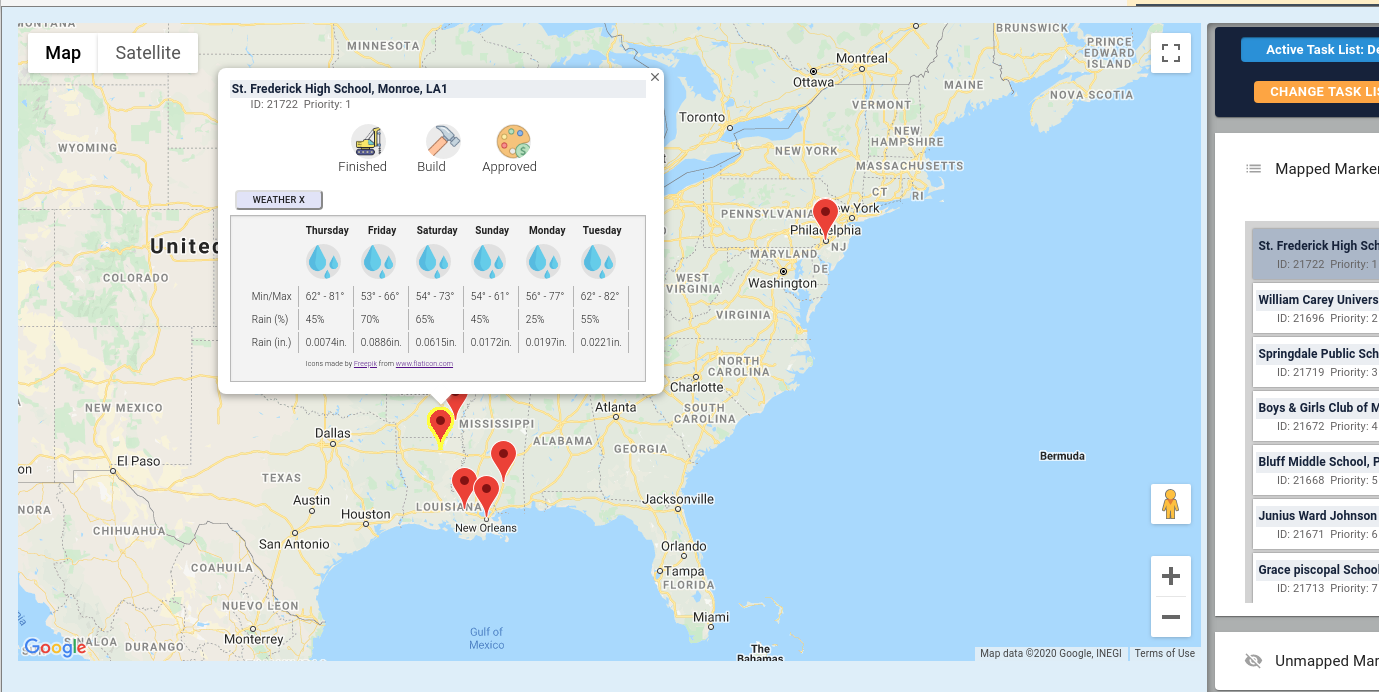 MONTANA
Map
Satellite
MINNESOTA
Montreal
Ottawa
BRUNSWICK
PRINCE
EDWARD
ISLAND
MAINE
NOVA SCOTIA
VERMONT
Toronto
NEW
HAMPSHIRE
NEW YORK
MASSACHUSETTS
CT
RI
WYOMING
PENNSYLVANIA
Philadelphia
NJ
MARYLAND
DE
Washington
WEST
VIRGINIA
VIRGINIA
United
COLORADO
NORTH
CAROLINA
Charlotte
SOUTH
CAROLINA
Atlanta
NEW MEXICO
MISSISSIPPI
ALABAMA
GEORGIA
Dallas
El Paso
TEXAS
Bermuda
Austin
LOUISIANA
Houston
Jacksonville
New Orleans
CHIHUAHUA
San Antonio
Orlando
Tampa
FLORIDA
COAHUILA
NUEVO LEON
Miami
Monterrey
DURANGO
Gulf of
Mexico
The
Bahamas
Google
Map data ©2020 Google, INEGI
Terms of Use
St. Frederick High School, Monroe, LA1
ID: 21722 Priority: 1
Finished
Build
Approved
WEATHER X
Thursday Friday Saturday Sunday Monday Tuesday
Min/Max 62° - 81° 53° - 66° 54° - 73° 54° - 61° 56° - 77° 62° - 82°
Rain (%) 45% 70% 65% 45% 25% 55%
Rain (in.) 0.0074in. 0.0886in. 0.0615in. 0.0172in. 0.0197in. 0.0221in.
Icons made by Freepik from www.flaticon.com
Active Task List: De
CHANGE TASK LIS
Mapped Marker
St. Frederick High Sch
ID: 21722 Priority: 1
William Carey Univers
ID: 21696 Priority: 2
Springdale Public Sch
ID: 21719 Priority: 3
Boys & Girls Club of M
ID: 21672 Priority: 4
Bluff Middle School, P
ID: 21668 Priority: 5
Junius Ward Johnson
ID: 21671 Priority: 6
Grace piscopal School
ID: 21713 Priority: 7
Unmapped Mar